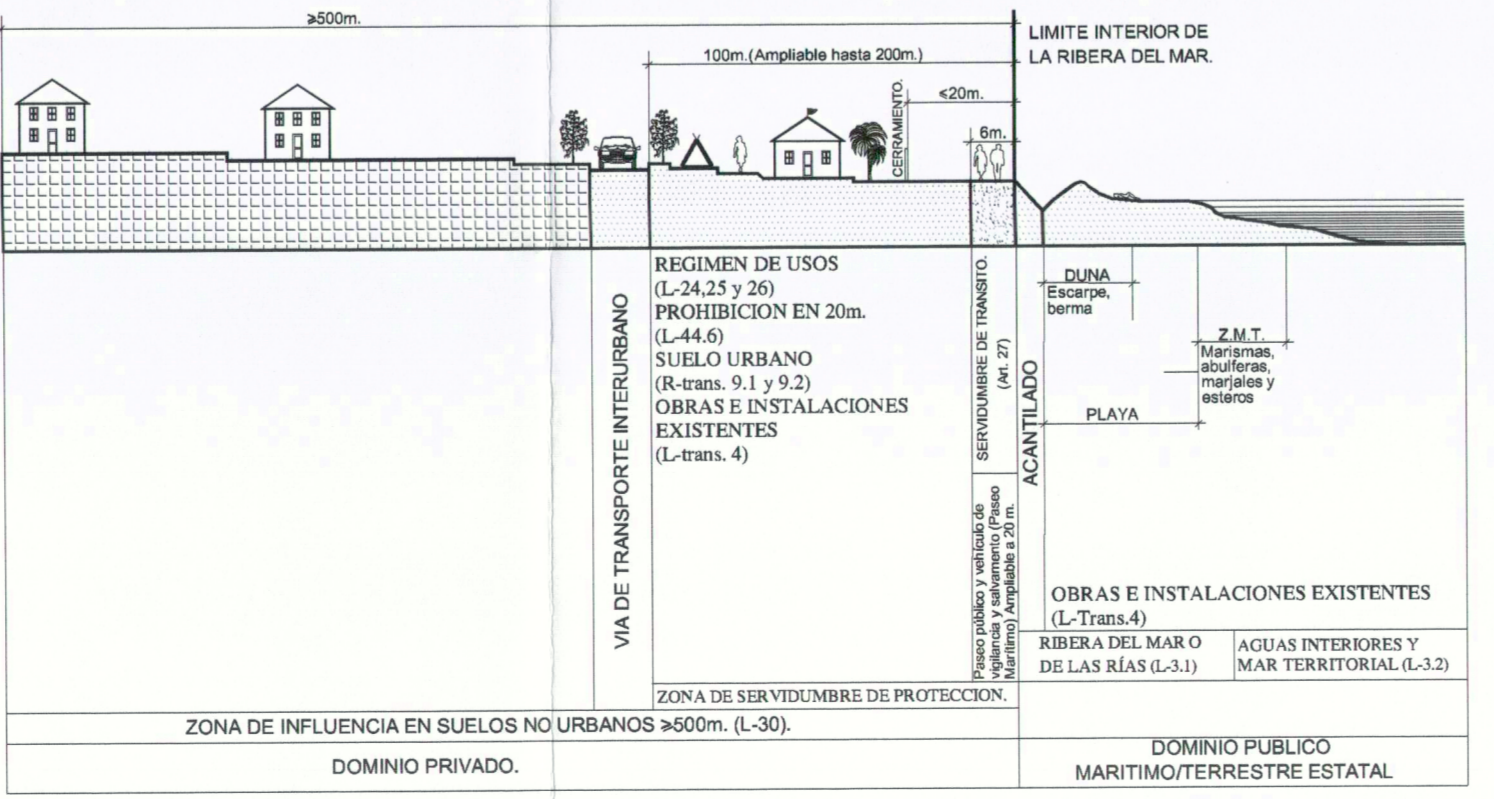 ≥500m.
LIMITE INTERIOR DE
LA RIBERA DEL MAR.
100m.(Ampliable hasta 200m.)
≤20m.
CERRAMIENTO.
6m.
VIA DE TRANSPORTE INTERURBANO
REGIMEN DE USOS
(L-24,25 y 26)
PROHIBICION EN 20m.
(L-44.6)
SUELO URBANO
(R-trans. 9.1 y 9.2)
OBRAS E INSTALACIONES
EXISTENTES
(L-trans. 4)
SERVIDUMBRE DE TRANSITO.
(Art. 27)
Paseo público y vehículo de
vigilancia y salvamento (Paseo
Marítimo) Ampliable a 20 m.
ACANTILADO
DUNA
Escarpe,
berma
Z.M.T.
Marismas,
abulferas,
marjales y
esteros
PLAYA
OBRAS E INSTALACIONES EXISTENTES
(L-Trans.4)
RIBERA DEL MAR O
DE LAS RÍAS (L-3.1)
AGUAS INTERIORES Y
MAR TERRITORIAL (L-3.2)
ZONA DE SERVIDUMBRE DE PROTECCION.
ZONA DE INFLUENCIA EN SUELOS NO URBANOS ≥500m. (L-30).
DOMINIO PRIVADO.
DOMINIO PUBLICO
MARITIMO/TERRESTRE ESTATAL